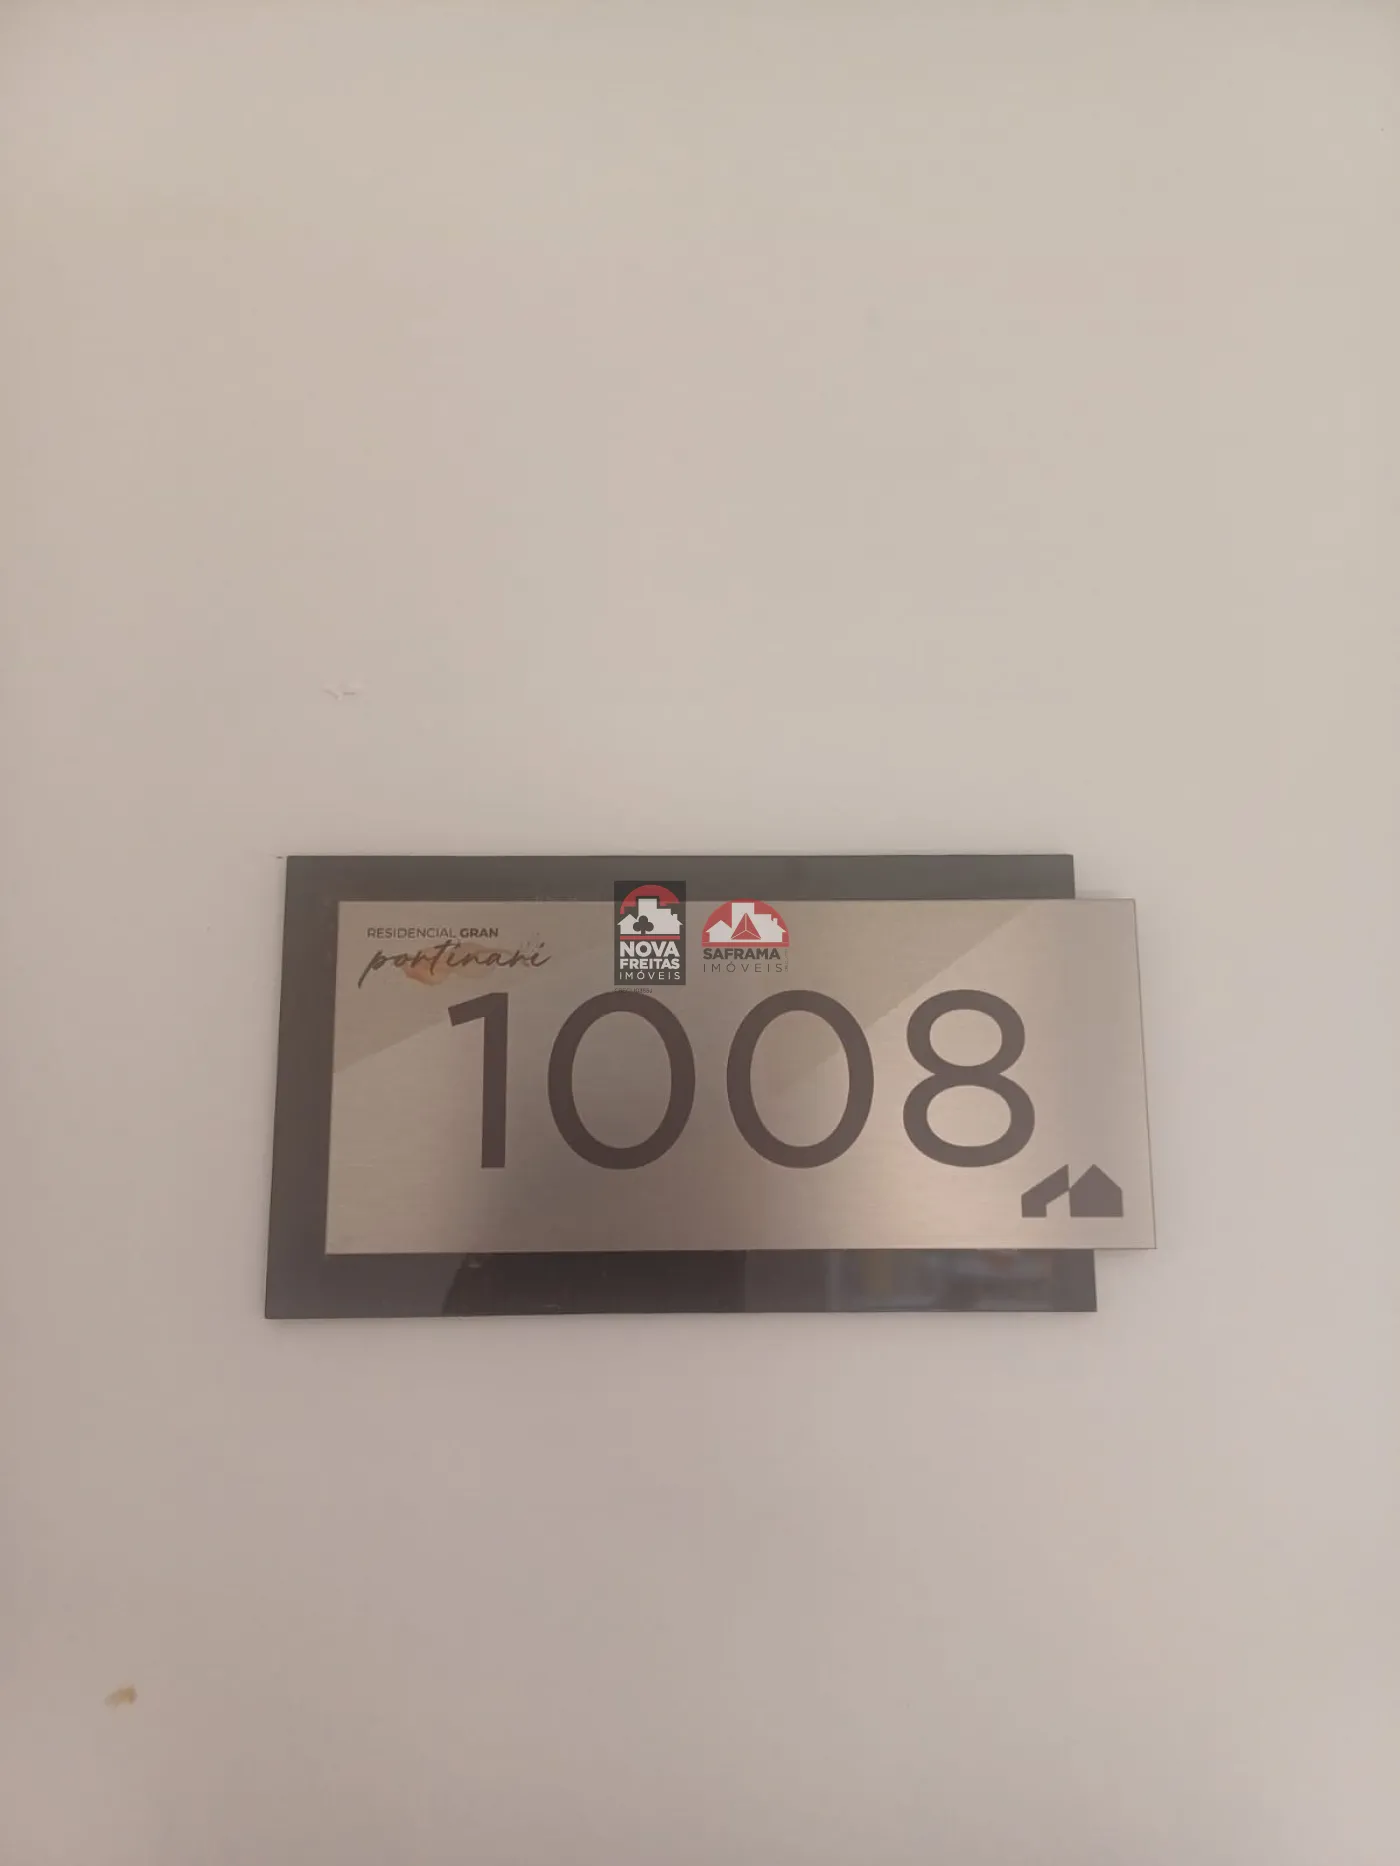 RESIDENCIAL GRAN
portinari
1008
NOVA
FREITAS
IMÓVEIS
SAFRAMA
IMÓVEIS